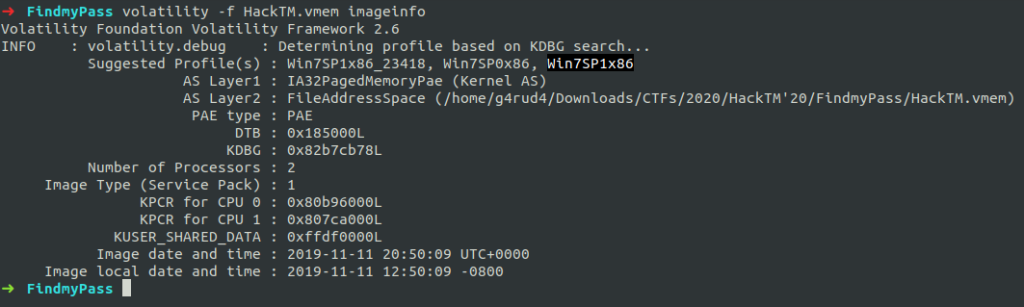 ➜ FindmyPass volatility -f HackTM.vmem imageinfo
Volatility Foundation Volatility Framework 2.6
INFO    : volatility.debug    : Determining profile based on KDBG search...
Suggested Profile(s) : Win7SP1x86_23418, Win7SP0x86, Win7SP1x86
AS Layer1 : IA32PagedMemoryPae (Kernel AS)
AS Layer2 : FileAddressSpace (/home/g4rud4/Downloads/CTFs/2020/HackTM'20/FindmyPass/HackTM.vmem)
PAE type : PAE
DTB : 0x185000L
KDBG : 0x82b7cb78L
Number of Processors : 2
Image Type (Service Pack) : 1
KPCR for CPU 0 : 0x80b96000L
KPCR for CPU 1 : 0x807ca000L
KUSER_SHARED_DATA : 0xffdf0000L
Image date and time : 2019-11-11 20:50:09 UTC+0000
Image local date and time : 2019-11-11 12:50:09 -0800
➜ FindmyPass